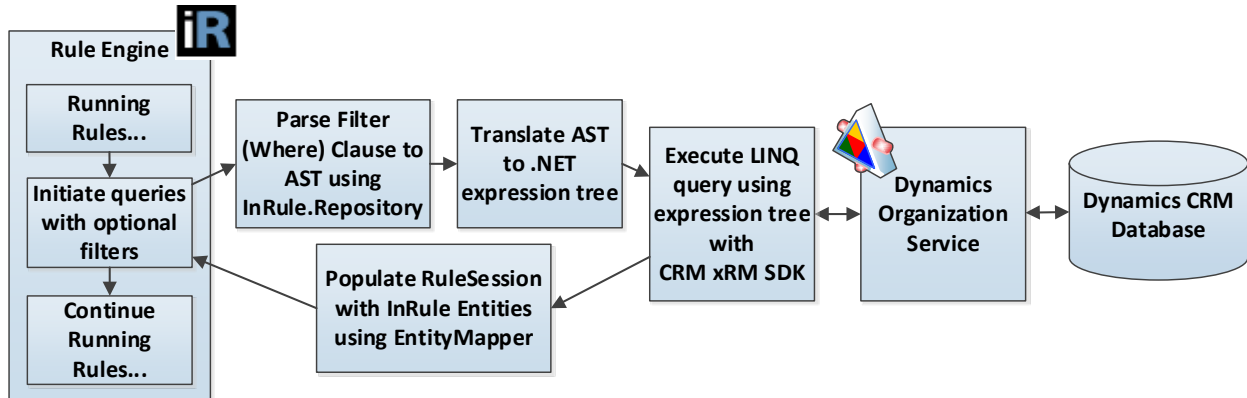 iR
Rule Engine
Running
Rules...
Initiate queries
with optional
filters
Continue
Running
Rules...
Parse Filter
(Where) Clause to
AST using
InRule.Repository
Translate AST
to .NET
expression tree
Execute LINQ
query using
expression tree
with
CRM xRM SDK
Dynamics
Organization
Service
Dynamics CRM
Database
Populate RuleSession
with InRule Entities
using EntityMapper